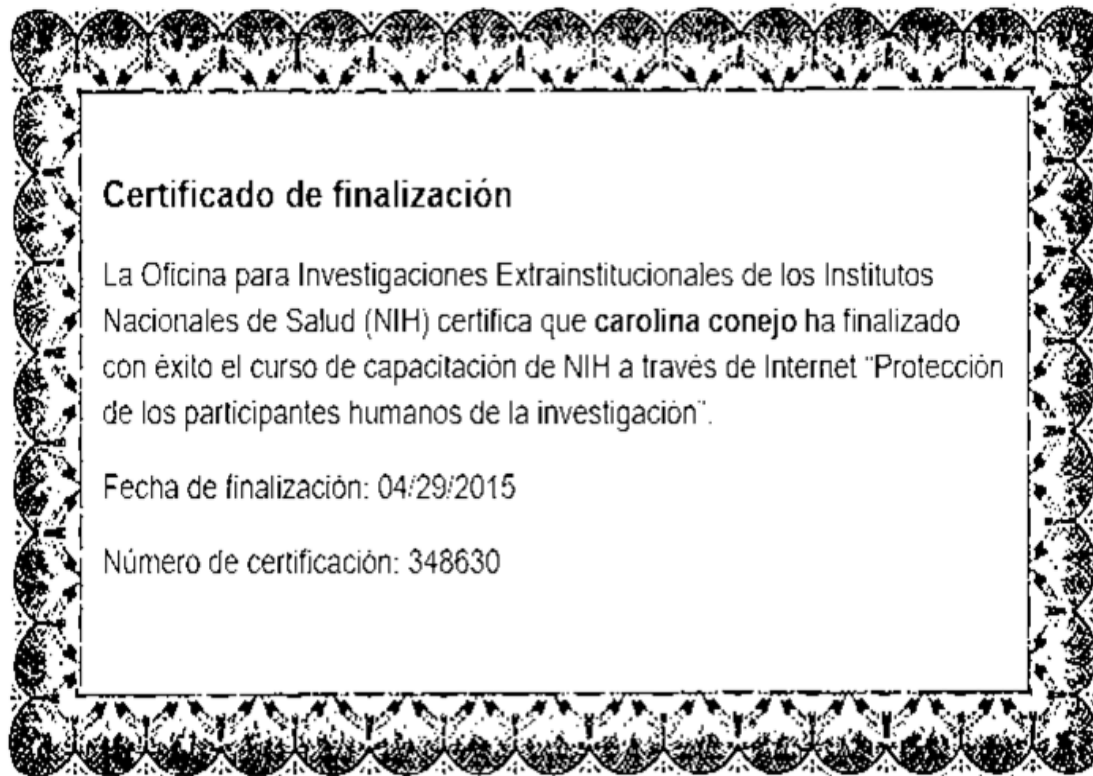 Certificado de finalización
La Oficina para Investigaciones Extrainstitucionales de los Institutos
Nacionales de Salud (NIH) certifica que carolina conejo ha finalizado
con éxito el curso de capacitación de NIH a través de Internet "Protección
de los participantes humanos de la investigación".
Fecha de finalización: 04/29/2015
Número de certificación: 348630